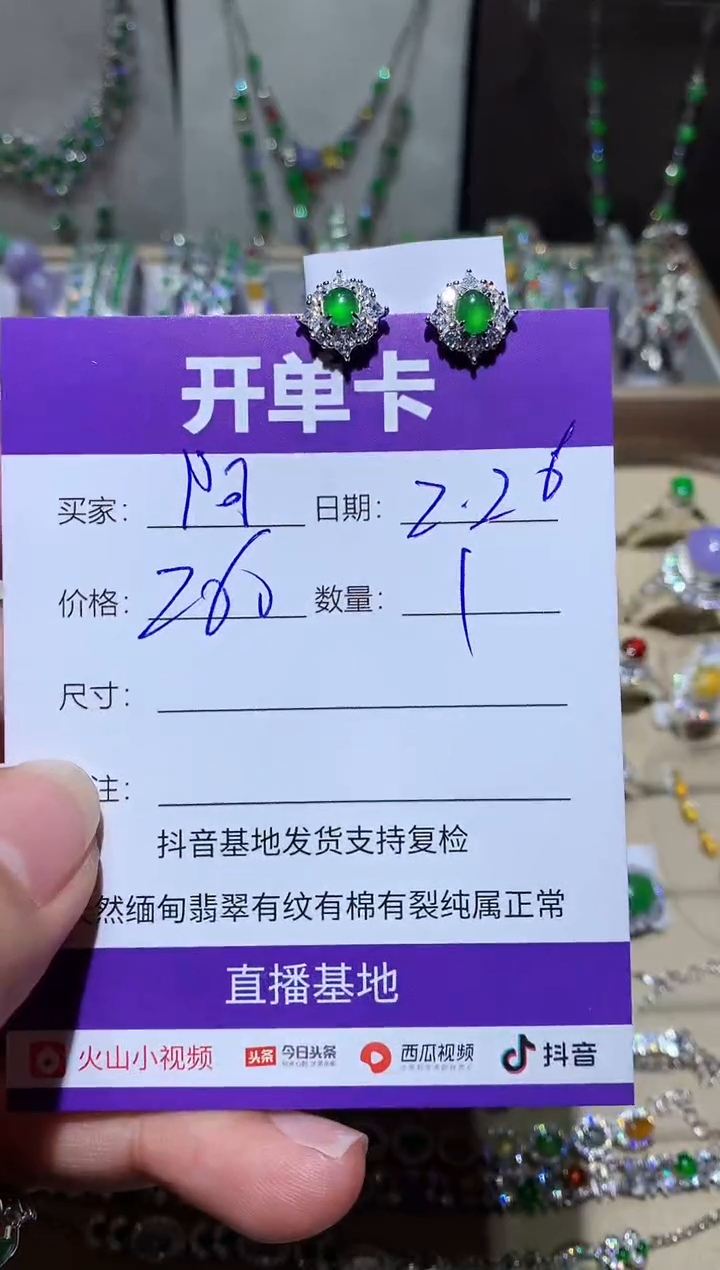 开单卡
买家： 日期：2.26
价格：260 数量：1
尺寸：
注：
抖音基地发货支持复检
然缅甸翡翠有纹有棉有裂纯属正常
直播基地
火山小视频 头条 今日头条 西瓜视频 抖音